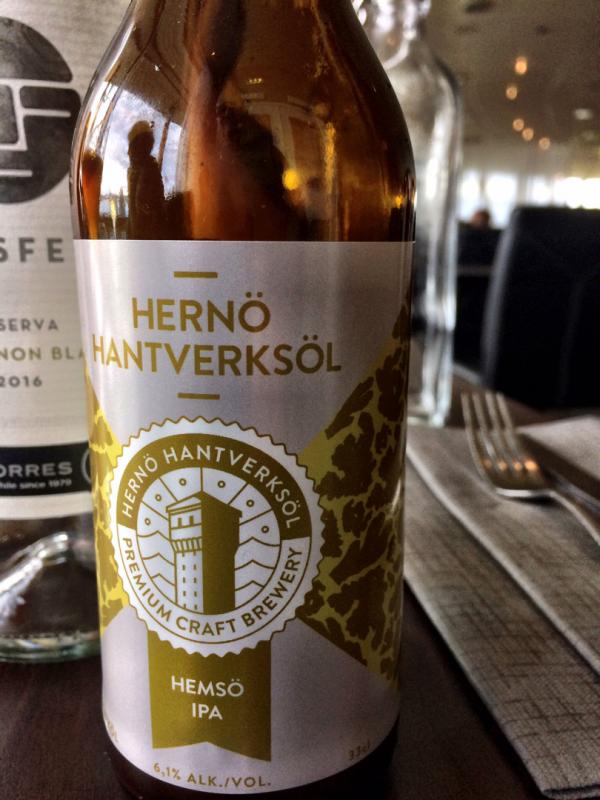 HERNÖ
HANTVERKSÖL
HERNÖ HANTVERKSÖL
PREMIUM CRAFT BREWERY
HEMSÖ
IPA
6,1% ALK./VOL.
33cl
SFE
SERVA
NON BLA
2016
ORRES
hile since 1979